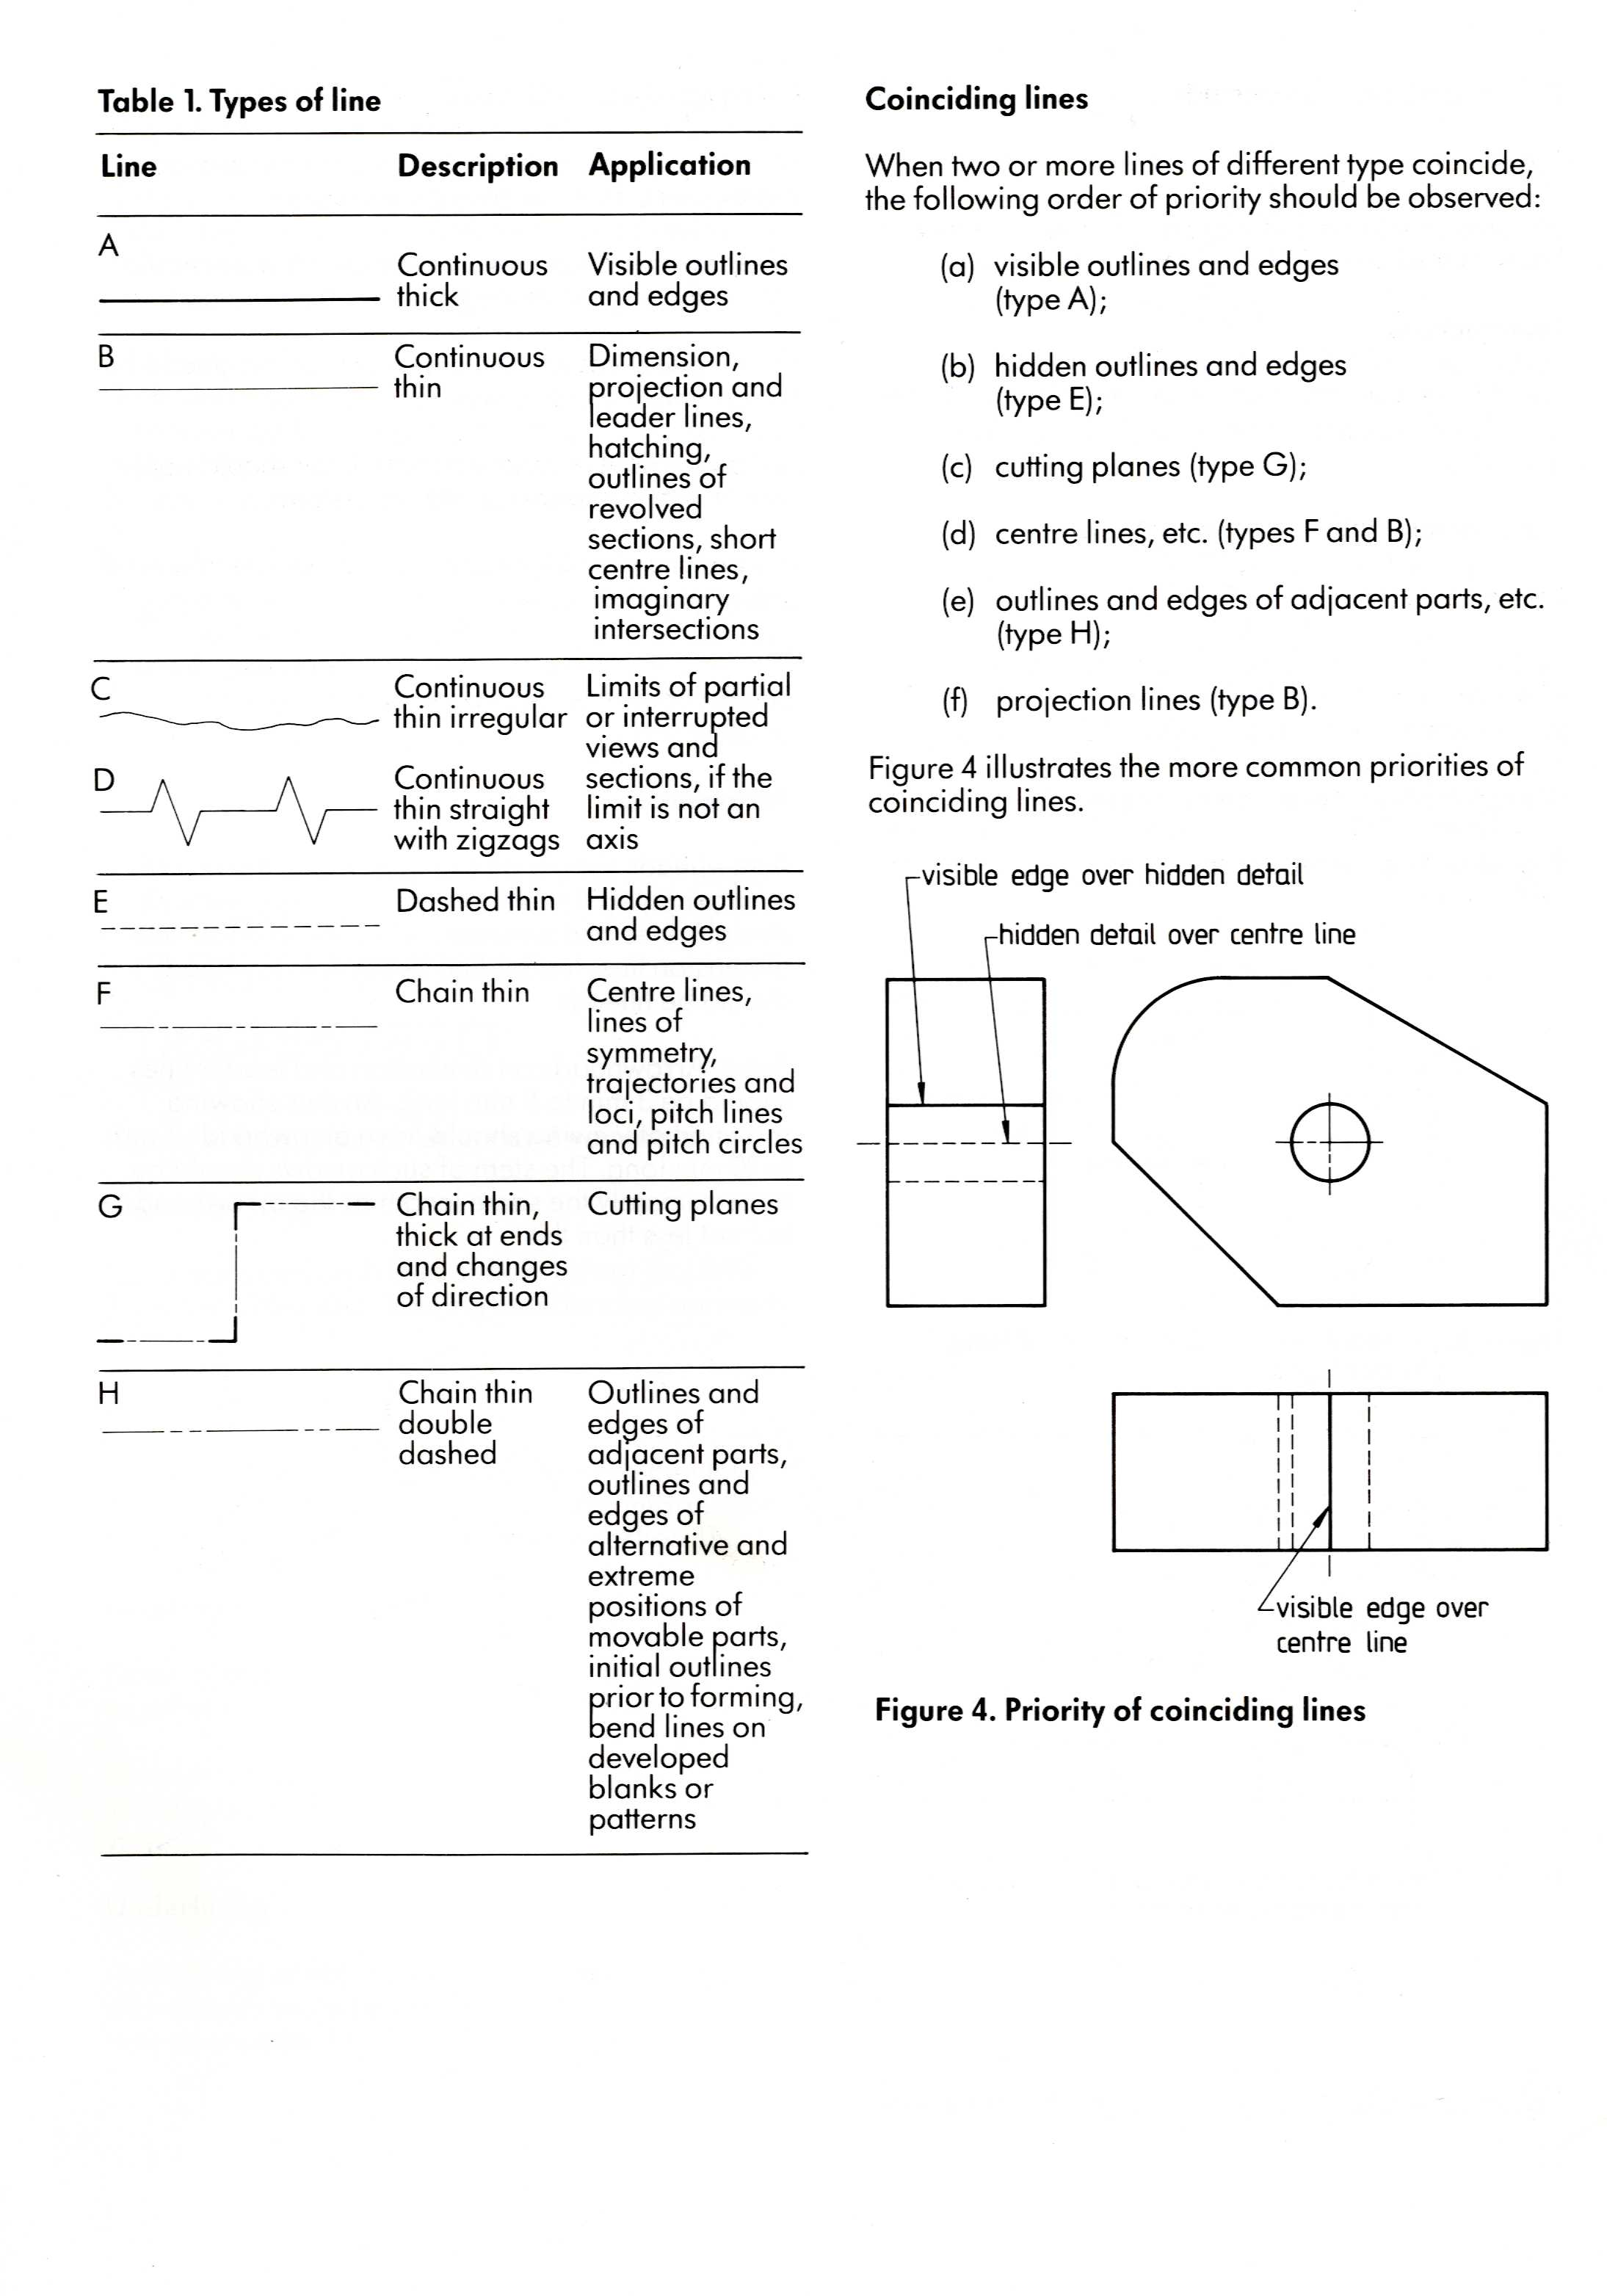 Table 1. Types of line
Line Description Application
A
Continuous thick
Visible outlines and edges
B
Continuous thin
Dimension,
projection and
leader lines,
hatching,
outlines of
revolved
sections, short
centre lines,
imaginary
intersections
C
Continuous
thin irregular
D
Continuous
thin straight
with zigzags
Limits of partial
or interrupted
views and
sections, if the
limit is not an
axis
E
Dashed thin
Hidden outlines
and edges
F
Chain thin
Centre lines,
lines of
symmetry,
trajectories and
loci, pitch lines
and pitch circles
G
Chain thin,
thick at ends
and changes
of direction
Cutting planes
H
Chain thin
double
dashed
Outlines and
edges of
adjacent parts,
outlines and
edges of
alternative and
extreme
positions of
movable parts,
initial outlines
prior to forming,
bend lines on
developed
blanks or
patterns
Coinciding lines
When two or more lines of different type coincide,
the following order of priority should be observed:
(a) visible outlines and edges
(type A);
(b) hidden outlines and edges
(type E);
(c) cutting planes (type G);
(d) centre lines, etc. (types F and B);
(e) outlines and edges of adjacent parts, etc.
(type H);
(f) projection lines (type B).
Figure 4 illustrates the more common priorities of
coinciding lines.
visible edge over hidden detail
hidden detail over centre line
visible edge over
centre line
Figure 4. Priority of coinciding lines